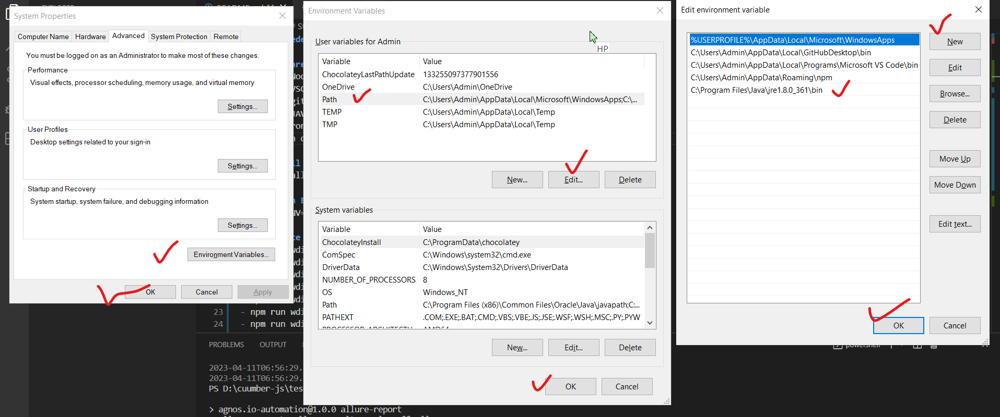 System Properties
Computer Name
Hardware
Advanced
System Protection
Remote
You must be logged on as an Administrator to make most of these changes.
Performance
Visual effects, processor scheduling, memory usage, and virtual memory
Settings...
User Profiles
Desktop settings related to your sign-in
Settings...
Startup and Recovery
System startup, system failure, and debugging information
Settings...
Environment Variables...
OK
Cancel
Apply
23 - npm run wdi
24 - npm run wdi
PROBLEMS
OUTPUT
2023-04-11T06:56:29.
2023-04-11T06:56:29.
PS D:\cuumber-js\tes
> agnos.io-automation@1.0.0 allure-report
Environment Variables
HP
User variables for Admin
Variable Value
ChocolateyLastPathUpdate 133255097377901556
OneDrive C:\Users\Admin\OneDrive
Path C:\Users\Admin\AppData\Local\Microsoft\WindowsApps;C:\...
TEMP C:\Users\Admin\AppData\Local\Temp
TMP C:\Users\Admin\AppData\Local\Temp
New...
Edit...
Delete
System variables
Variable Value
ChocolateyInstall C:\ProgramData\chocolatey
ComSpec C:\Windows\system32\cmd.exe
DriverData C:\Windows\System32\Drivers\DriverData
NUMBER_OF_PROCESSORS 8
OS Windows_NT
Path C:\Program Files (x86)\Common Files\Oracle\Java\javapath;C:...
PATHEXT .COM;.EXE;.BAT;.CMD;.VBS;.VBE;.JS;.JSE;.WSF;.WSH;.MSC;.PY;.PYW
New...
Edit...
Delete
OK
Cancel
Edit environment variable
%USERPROFILE%\AppData\Local\Microsoft\WindowsApps
C:\Users\Admin\AppData\Local\GitHubDesktop\bin
C:\Users\Admin\AppData\Local\Programs\Microsoft VS Code\bin
C:\Users\Admin\AppData\Roaming\npm
C:\Program Files\Java\jre1.8.0_361\bin
New
Edit
Browse...
Delete
Move Up
Move Down
Edit text...
OK
Cancel
powershell